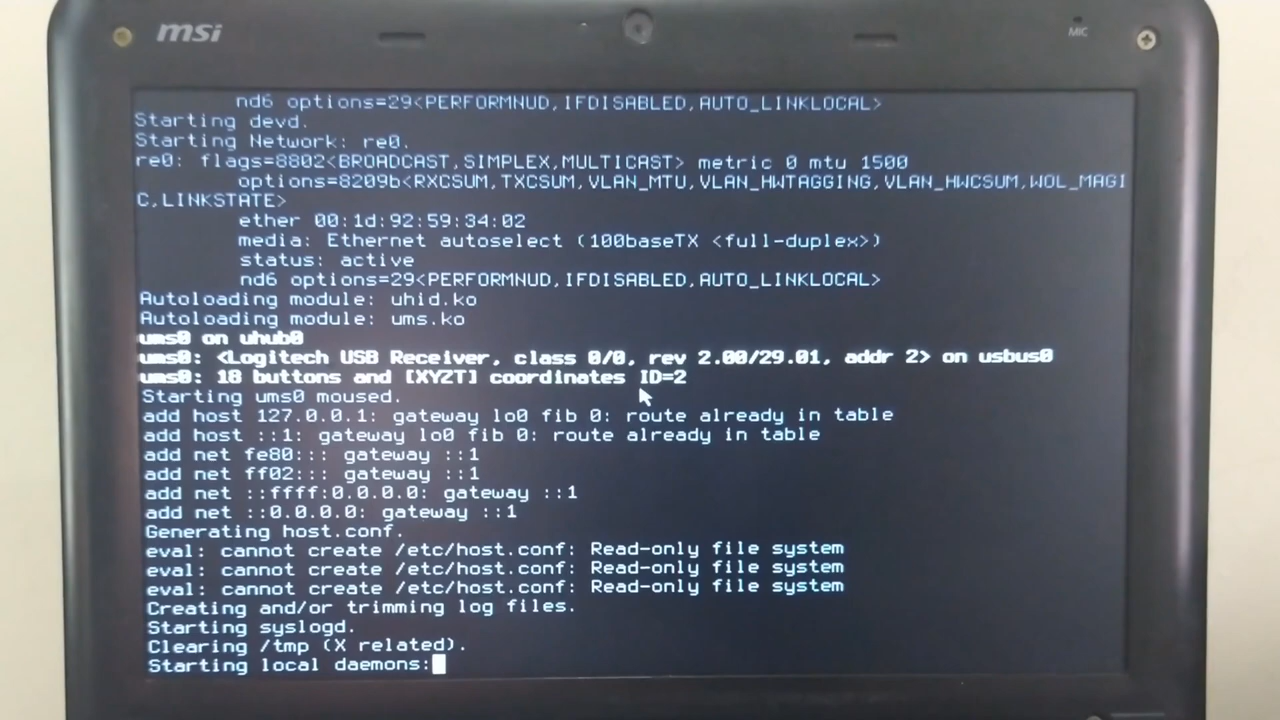 msi
MIC
nd6 options=29<PERFORMNUD,IFDISABLED,AUTO_LINKLOCAL>
Starting devd.
Starting Network: re0.
re0: flags=8802<BROADCAST,SIMPLEX,MULTICAST> metric 0 mtu 1500
options=8209b<RXCSUM,TXCSUM,VLAN_MTU,VLAN_HWTAGGING,VLAN_HWCSUM,WOL_MAGI
C,LINKSTATE>
ether 00:1d:92:59:34:02
media: Ethernet autoselect (100baseTX <full-duplex>)
status: active
nd6 options=29<PERFORMNUD,IFDISABLED,AUTO_LINKLOCAL>
Autoloading module: uhid.ko
Autoloading module: ums.ko
ums0 on uhub0
ums0: <Logitech USB Receiver, class 0/0, rev 2.00/29.01, addr 2> on usbus0
ums0: 18 buttons and [XYZT] coordinates ID=2
Starting ums0 moused.
add host 127.0.0.1: gateway lo0 fib 0: route already in table
add host ::1: gateway lo0 fib 0: route already in table
add net fe80::: gateway ::1
add net ff02::: gateway ::1
add net ::ffff:0.0.0.0: gateway ::1
add net ::0.0.0.0: gateway ::1
Generating host.conf.
eval: cannot create /etc/host.conf: Read-only file system
eval: cannot create /etc/host.conf: Read-only file system
eval: cannot create /etc/host.conf: Read-only file system
Creating and/or trimming log files.
Starting syslogd.
Clearing /tmp (X related).
Starting local daemons: